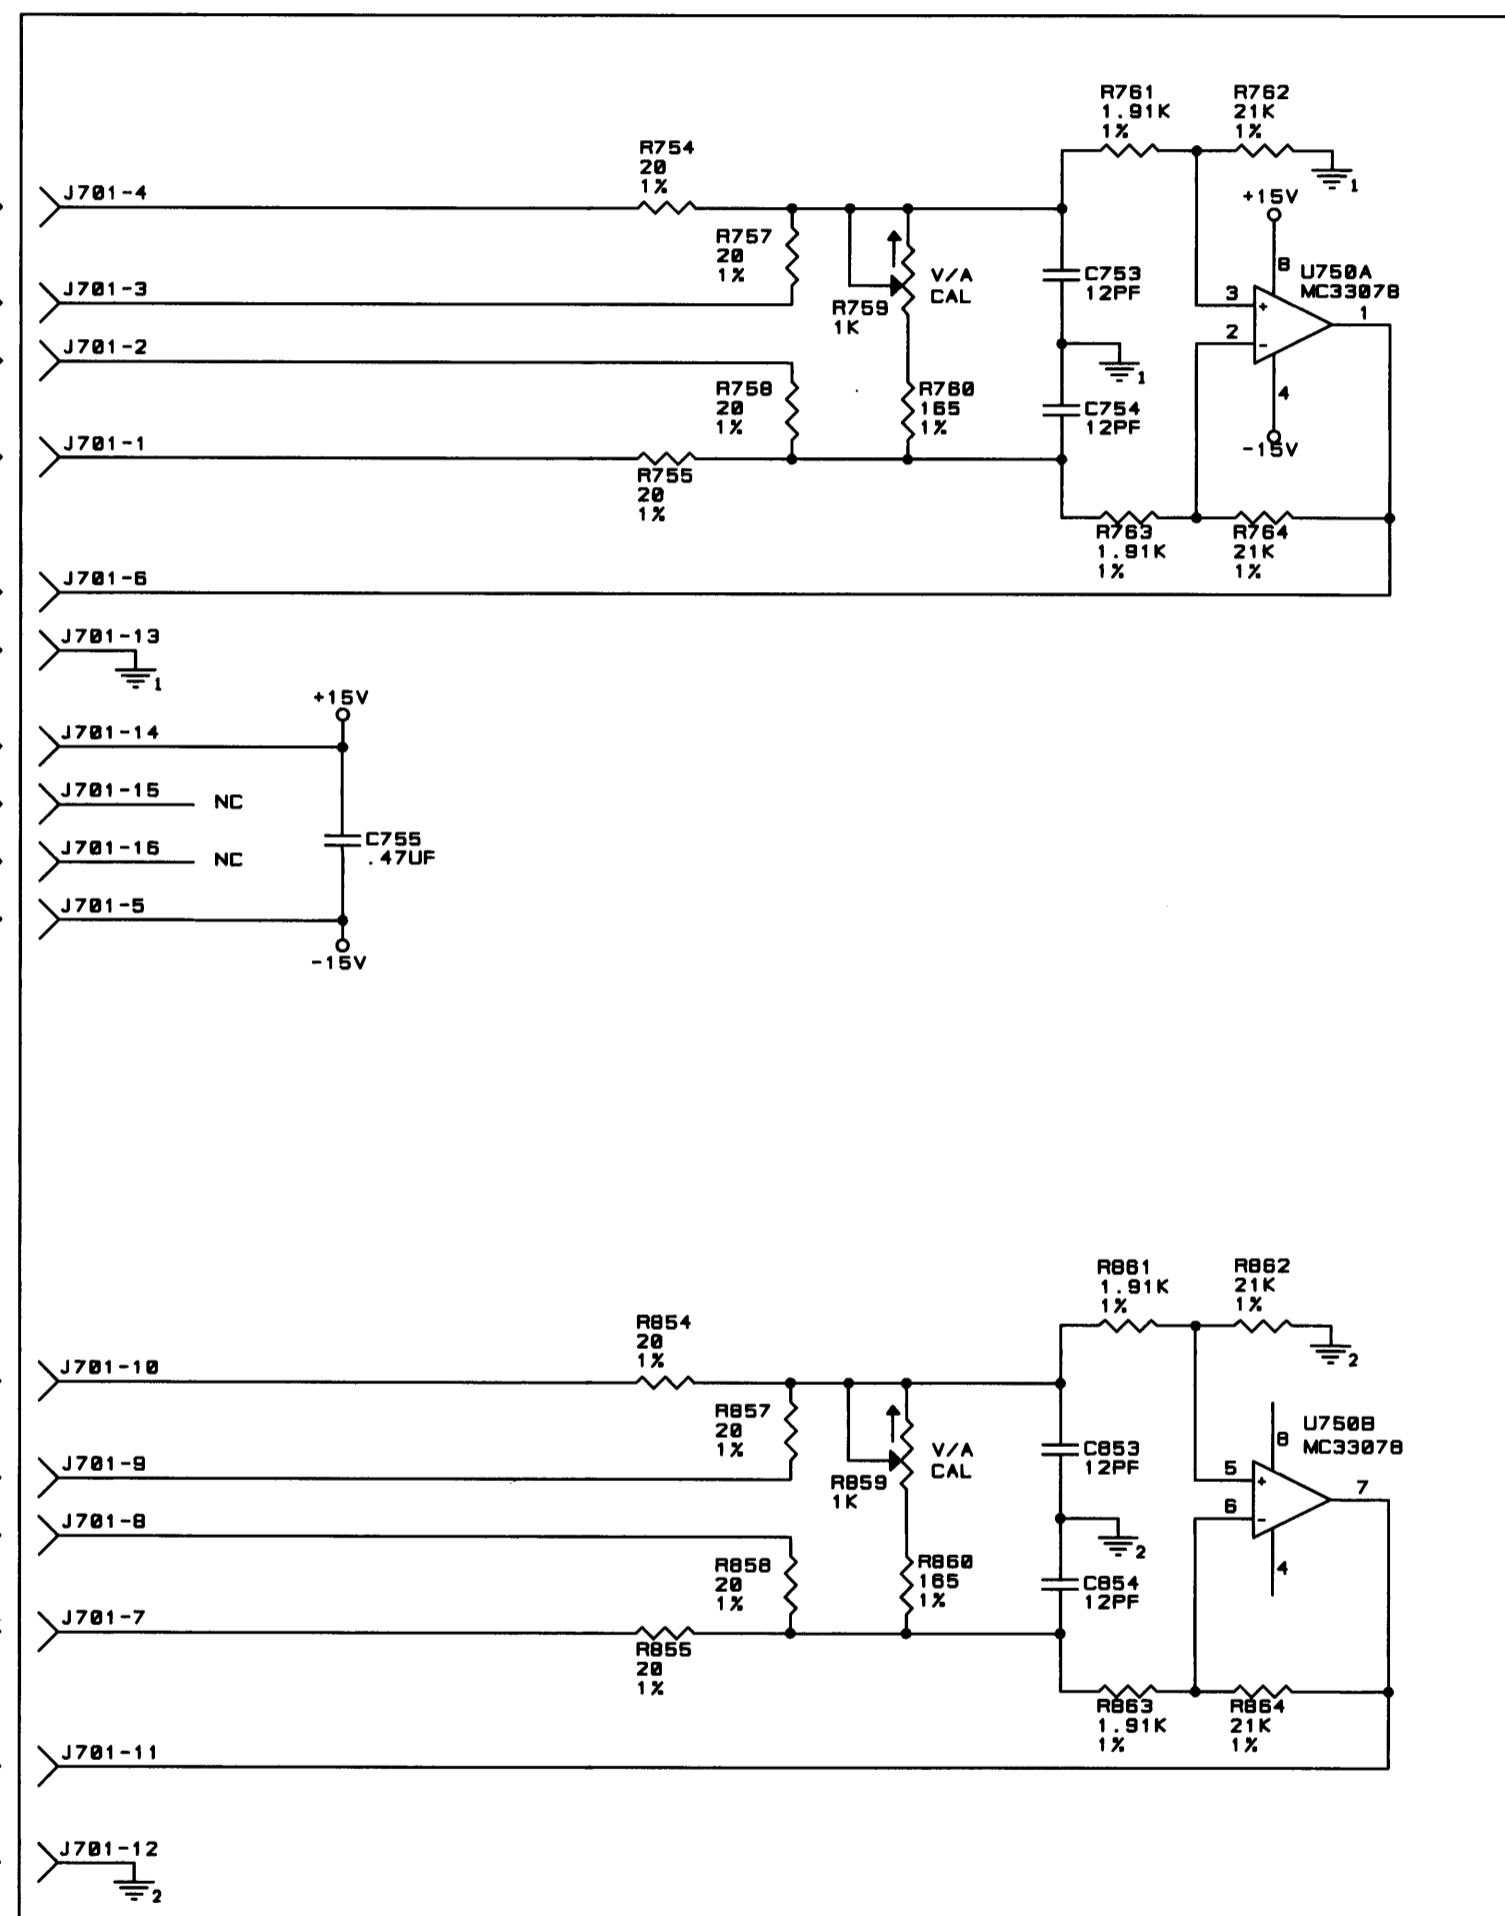 R761
1.91K
1%
R762
21K
1%
1
R754
20
1%
J701-4
R757
20
1%
J701-3
R759
1K
V/A
CAL
C753
12PF
1
+15V
8
U750A
MC33078
3
+
2
-
1
4
-15V
J701-2
R758
20
1%
R760
165
1%
C754
12PF
J701-1
R755
20
1%
R763
1.91K
1%
R764
21K
1%
J701-6
J701-13
1
+15V
J701-14
J701-15 NC
J701-16 NC
C755
.47UF
J701-5
-15V
R861
1.91K
1%
R862
21K
1%
2
R854
20
1%
J701-10
R857
20
1%
J701-9
R859
1K
V/A
CAL
C853
12PF
2
8
U750B
MC33078
5
+
6
-
7
4
J701-8
R858
20
1%
R860
165
1%
C854
12PF
J701-7
R855
20
1%
R863
1.91K
1%
R864
21K
1%
J701-11
J701-12
2